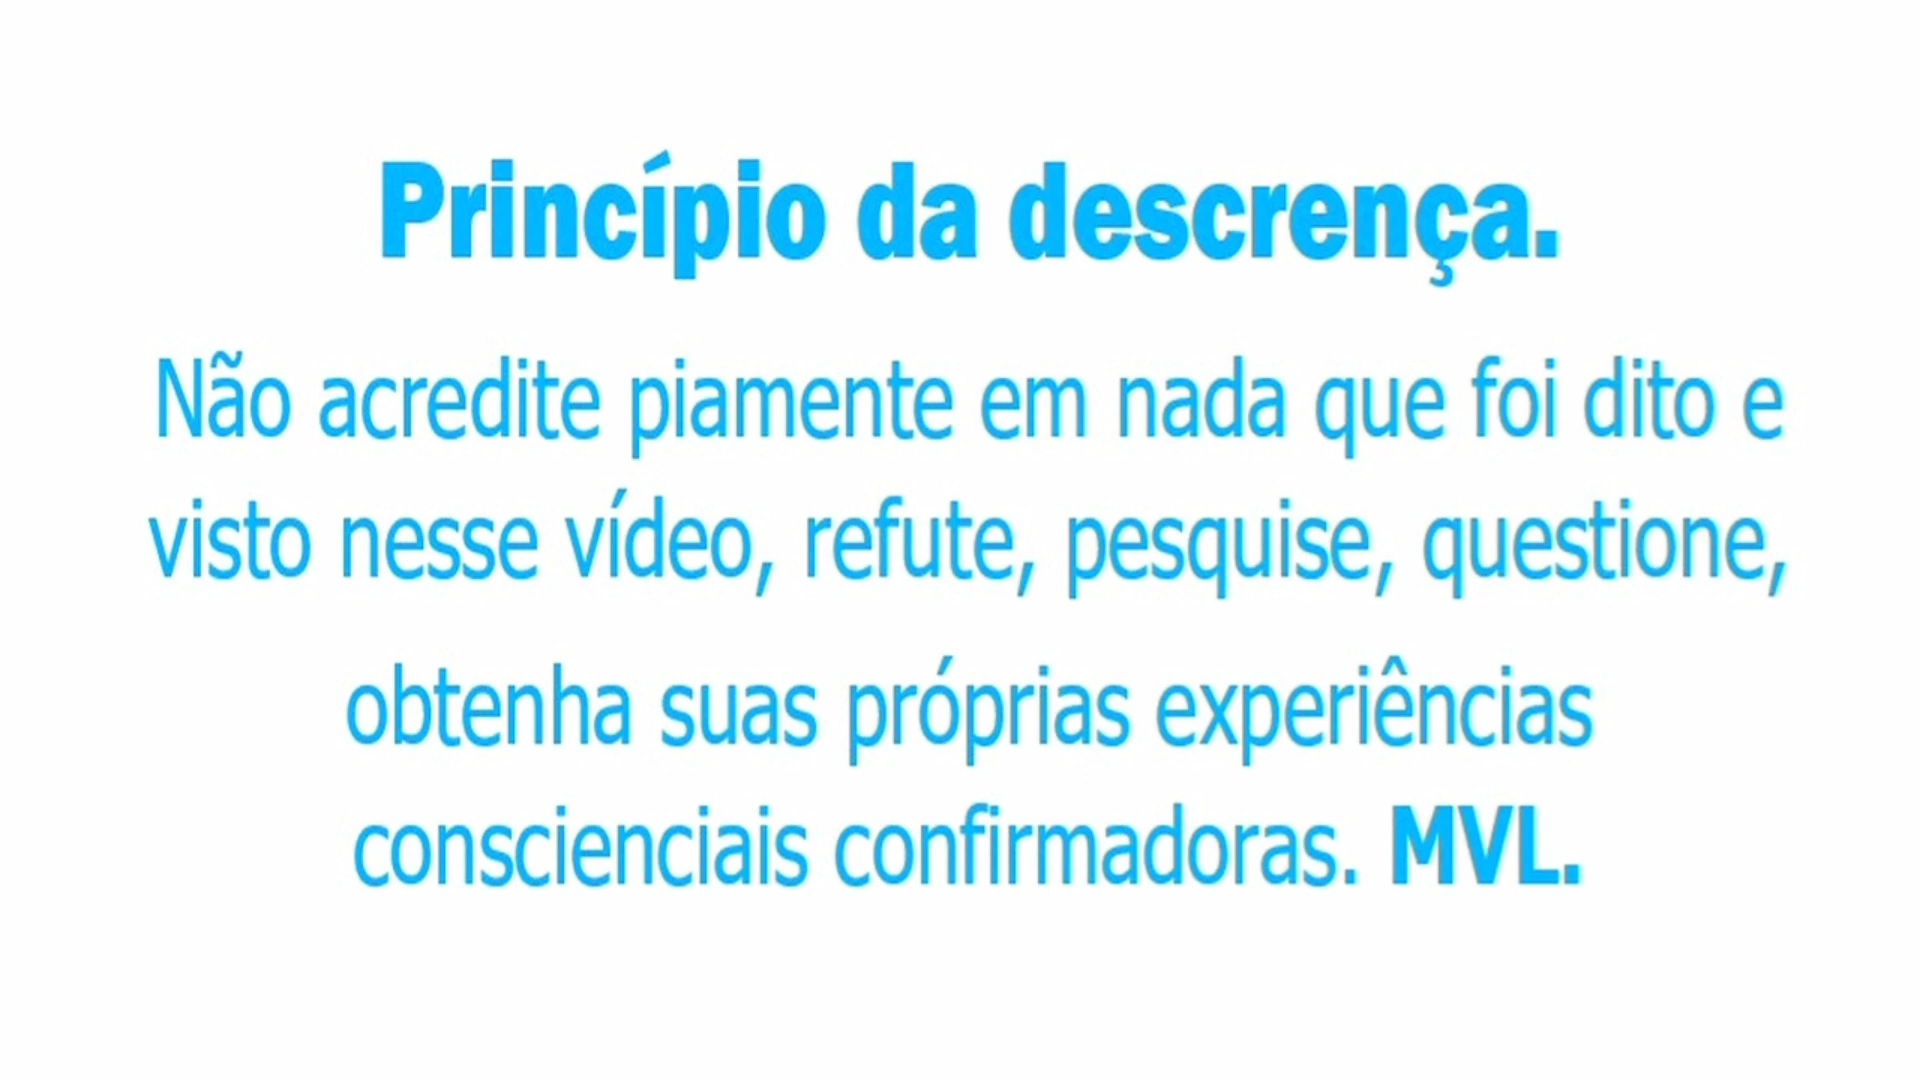 Princípio da descrença.
Não acredite piamente em nada que foi dito e
visto nesse vídeo, refute, pesquise, questione,
obtenha suas próprias experiências
conscienciais confirmadoras. MVL.